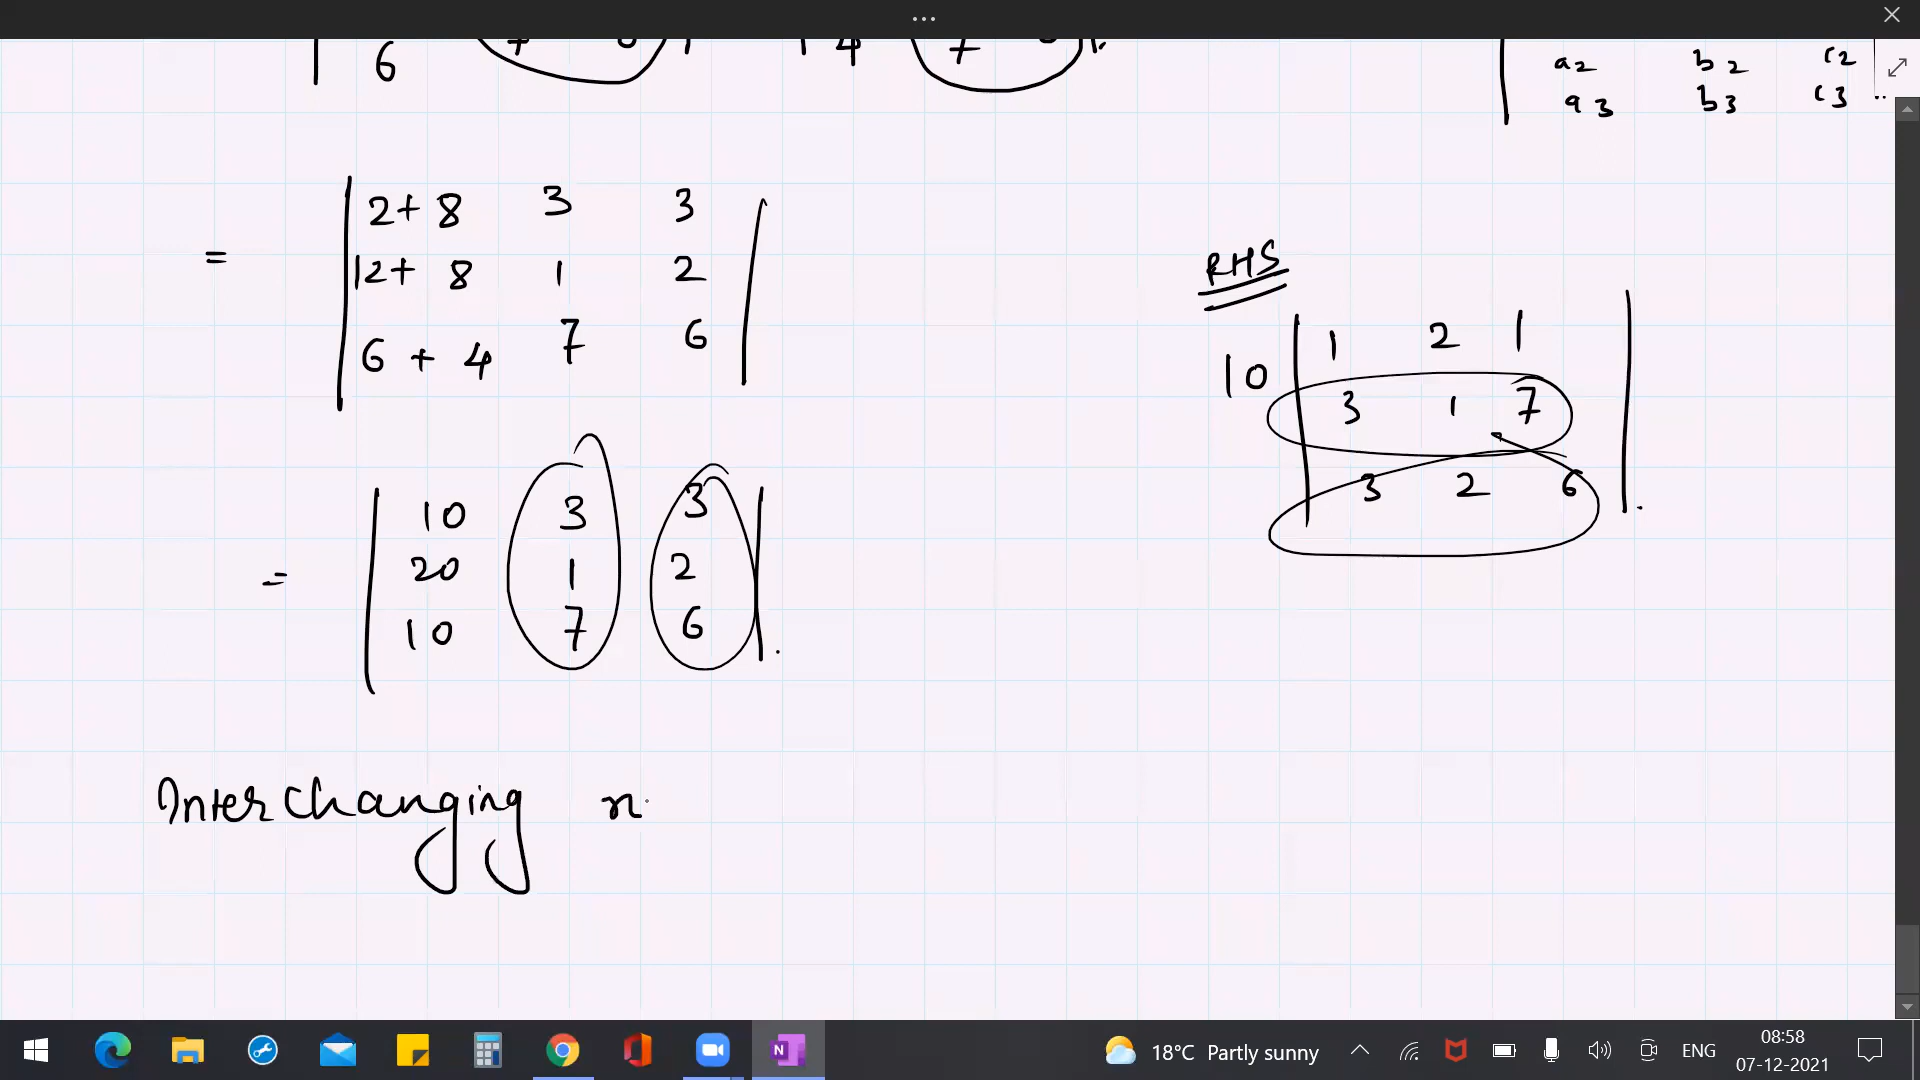 6 4 7
a2 b2 c2
a3 b3 c3
= 2+8 3 3
12+ 8 1 2
6 + 4 7 6
RHS
10 1 2 1
3 1 7
3 2 6 .
= 10 3 3
20 1 2
10 7 6 .
Interchanging r
18°C Partly sunny ENG 08:58
07-12-2021